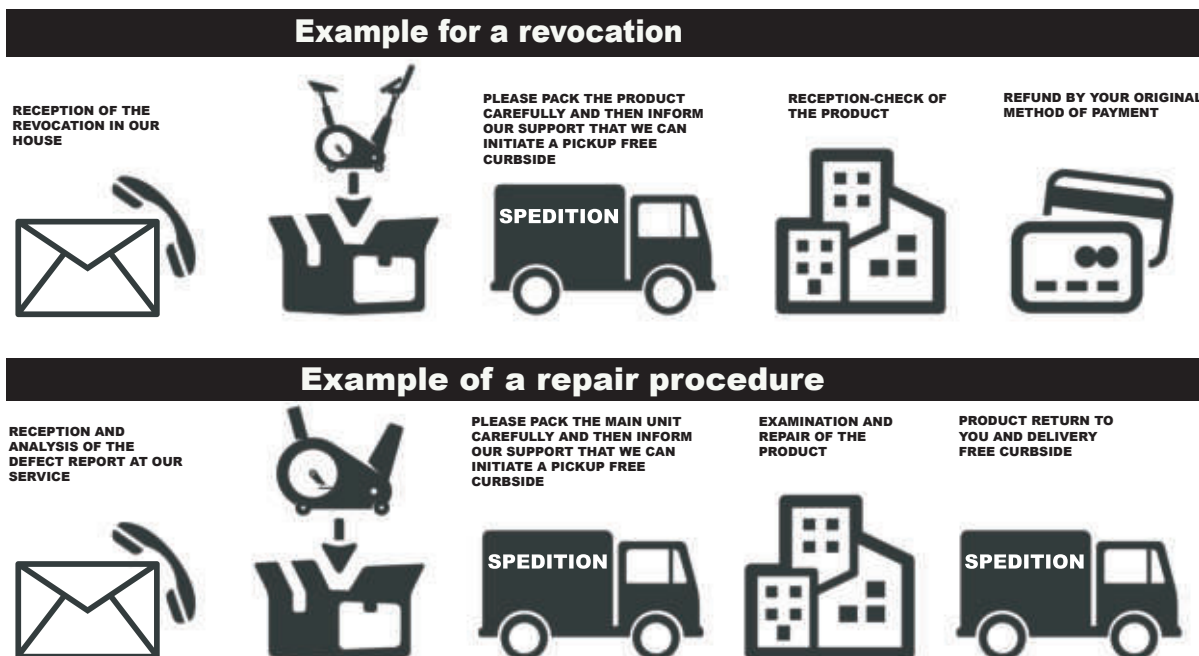 Example for a revocation
RECEPTION OF THE
REVOCATION IN OUR
HOUSE
PLEASE PACK THE PRODUCT
CAREFULLY AND THEN INFORM
OUR SUPPORT THAT WE CAN
INITIATE A PICKUP FREE
CURBSIDE
RECEPTION-CHECK OF
THE PRODUCT
REFUND BY YOUR ORIGINAL
METHOD OF PAYMENT
SPEDITION
Example of a repair procedure
RECEPTION AND
ANALYSIS OF THE
DEFECT REPORT AT OUR
SERVICE
PLEASE PACK THE MAIN UNIT
CAREFULLY AND THEN INFORM
OUR SUPPORT THAT WE CAN
INITIATE A PICKUP FREE
CURBSIDE
EXAMINATION AND
REPAIR OF THE
PRODUCT
PRODUCT RETURN TO
YOU AND DELIVERY
FREE CURBSIDE
SPEDITION
SPEDITION